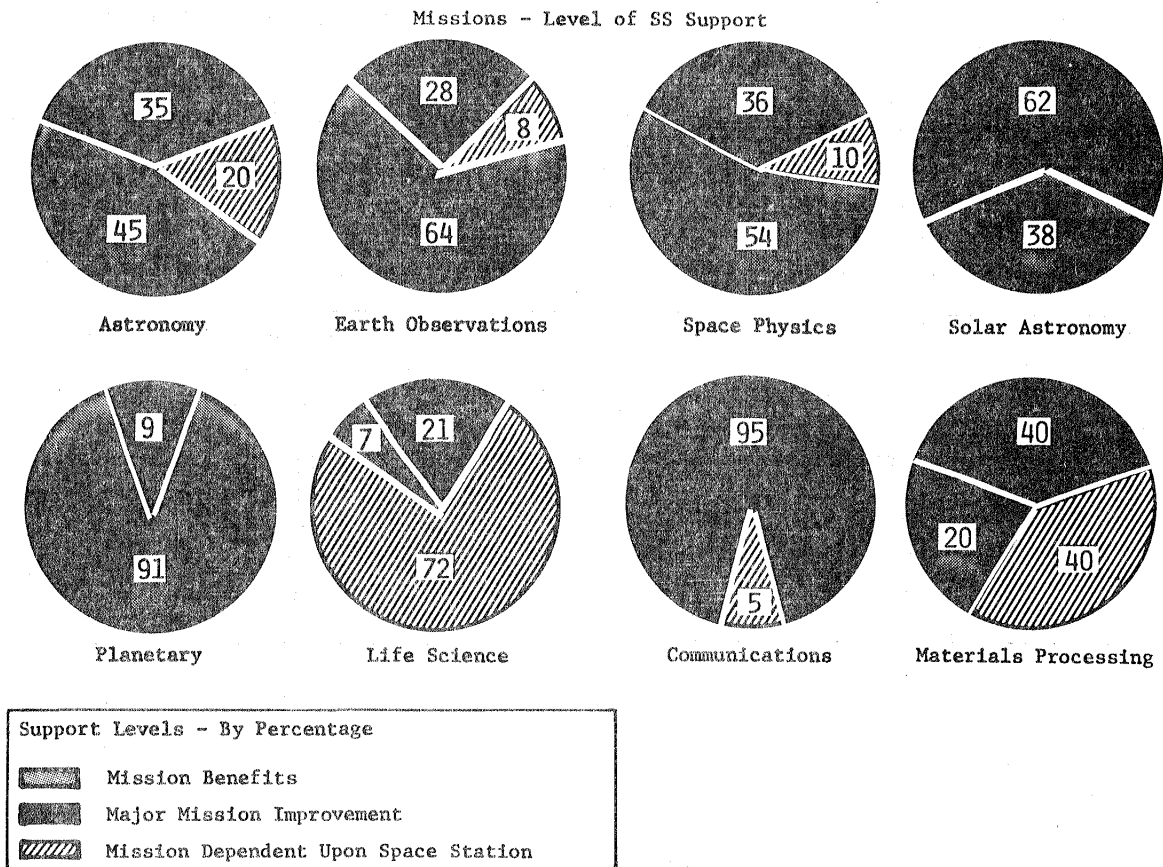 Missions - Level of SS Support
35
20
45
28
8
64
36
10
54
62
38
Astronomy
Earth Observations
Space Physics
Solar Astronomy
9
91
7
21
72
95
5
40
20
40
Planetary
Life Science
Communications
Materials Processing
Support Levels - By Percentage
Mission Benefits
Major Mission Improvement
Mission Dependent Upon Space Station